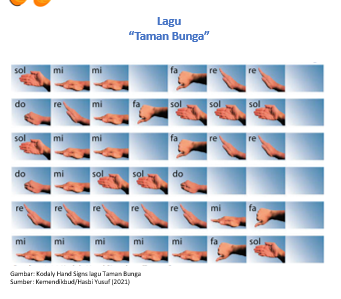 Lagu
“Taman Bunga”
sol mi mi fa re re
do re mi fa sol sol sol
sol mi mi fa re re
do mi sol sol do
re re re re re mi fa
mi mi mi mi mi fa sol
Gambar: Kodaly Hand Signs lagu Taman Bunga
Sumber: Kemendikbud/Hasbi Yusuf (2021)